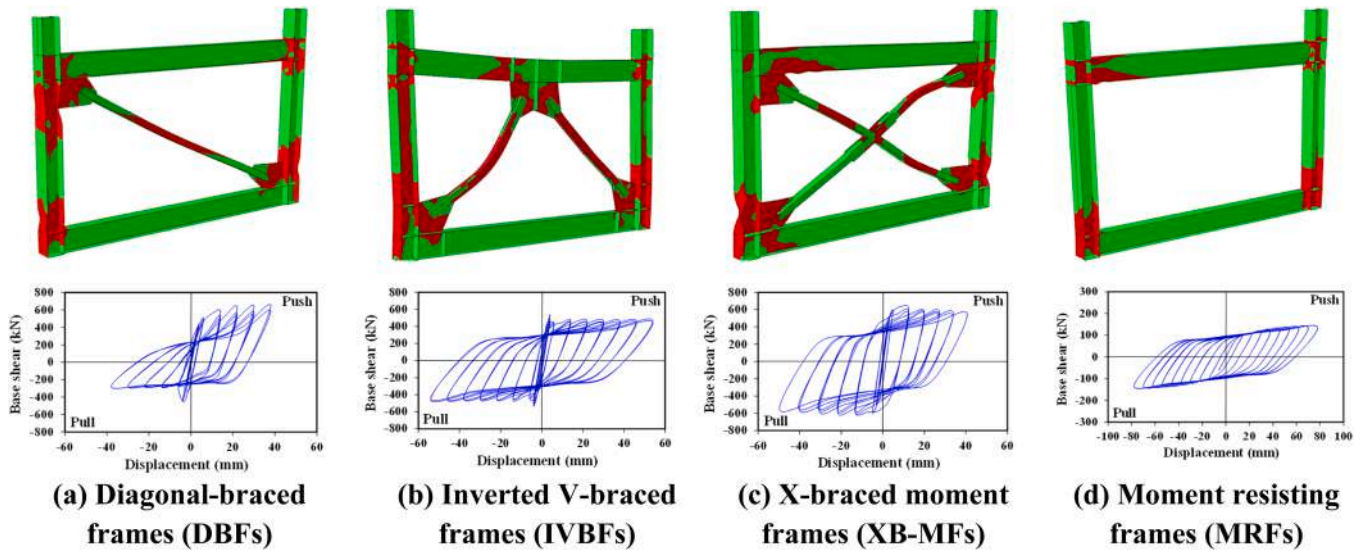 800
600
400
200
0
-200
-400
-600
-800
Base shear (kN)
Push
Pull
-60 -40 -20 0 20 40 60
Displacement (mm)
800
600
400
200
0
-200
-400
-600
-800
Base shear (kN)
Push
Pull
-60 -40 -20 0 20 40 60
Displacement (mm)
800
600
400
200
0
-200
-400
-600
-800
Base shear (kN)
Push
Pull
-60 -40 -20 0 20 40 60
Displacement (mm)
300
200
100
0
-100
-200
-300
Base shear (kN)
Push
Pull
-100 -80 -60 -40 -20 0 20 40 60 80 100
Displacement (mm)
(a) Diagonal-braced
frames (DBFs)
(b) Inverted V-braced
frames (IVBFs)
(c) X-braced moment
frames (XB-MFs)
(d) Moment resisting
frames (MRFs)